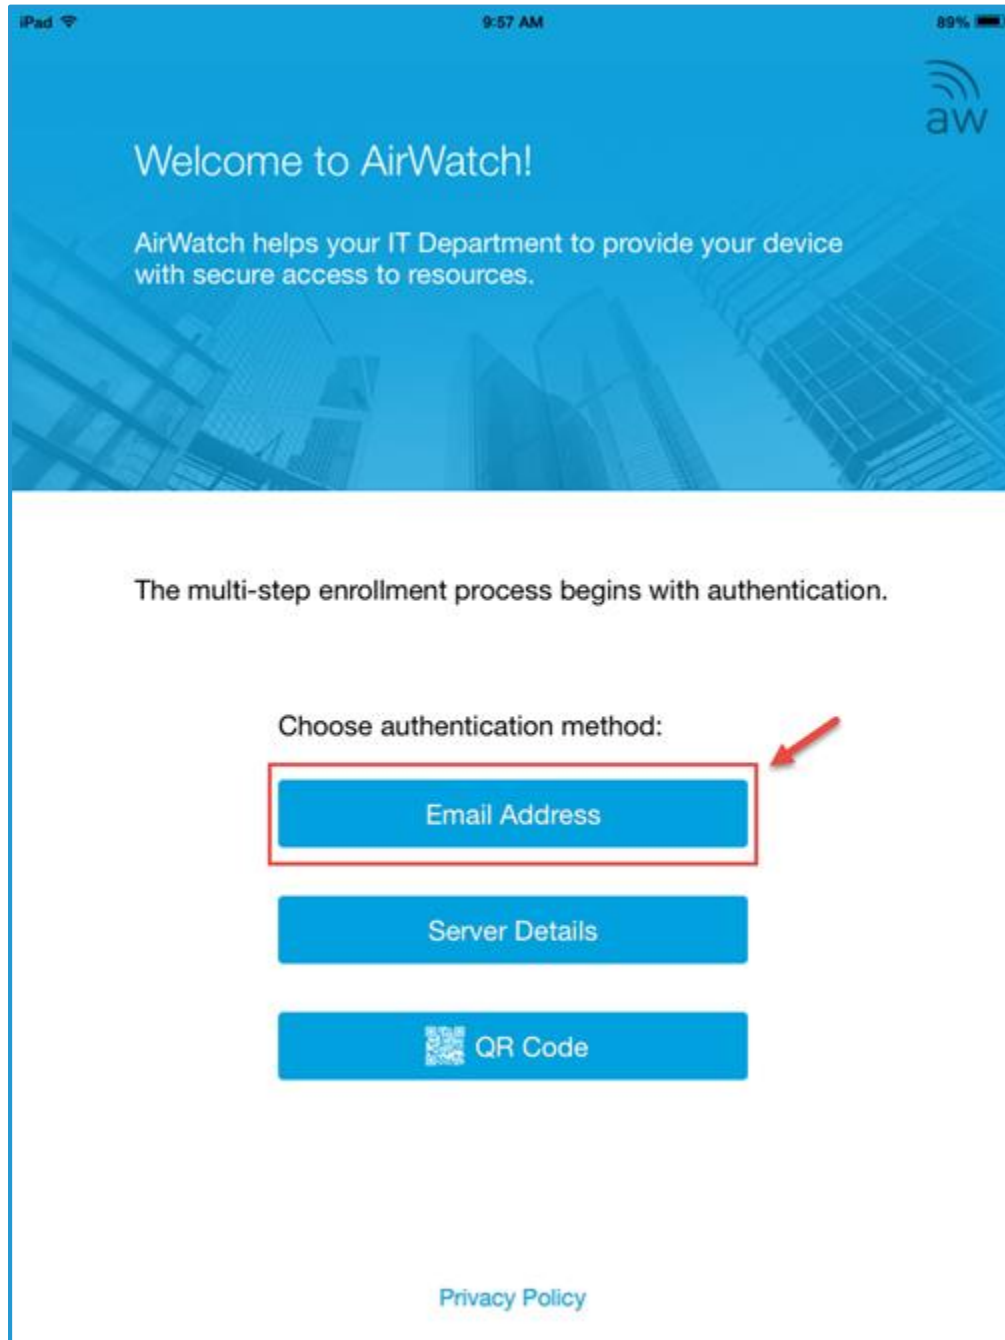 iPad 9:57 AM 89%
aw
Welcome to AirWatch!
AirWatch helps your IT Department to provide your device
with secure access to resources.
The multi-step enrollment process begins with authentication.
Choose authentication method:
Email Address
Server Details
QR Code
Privacy Policy